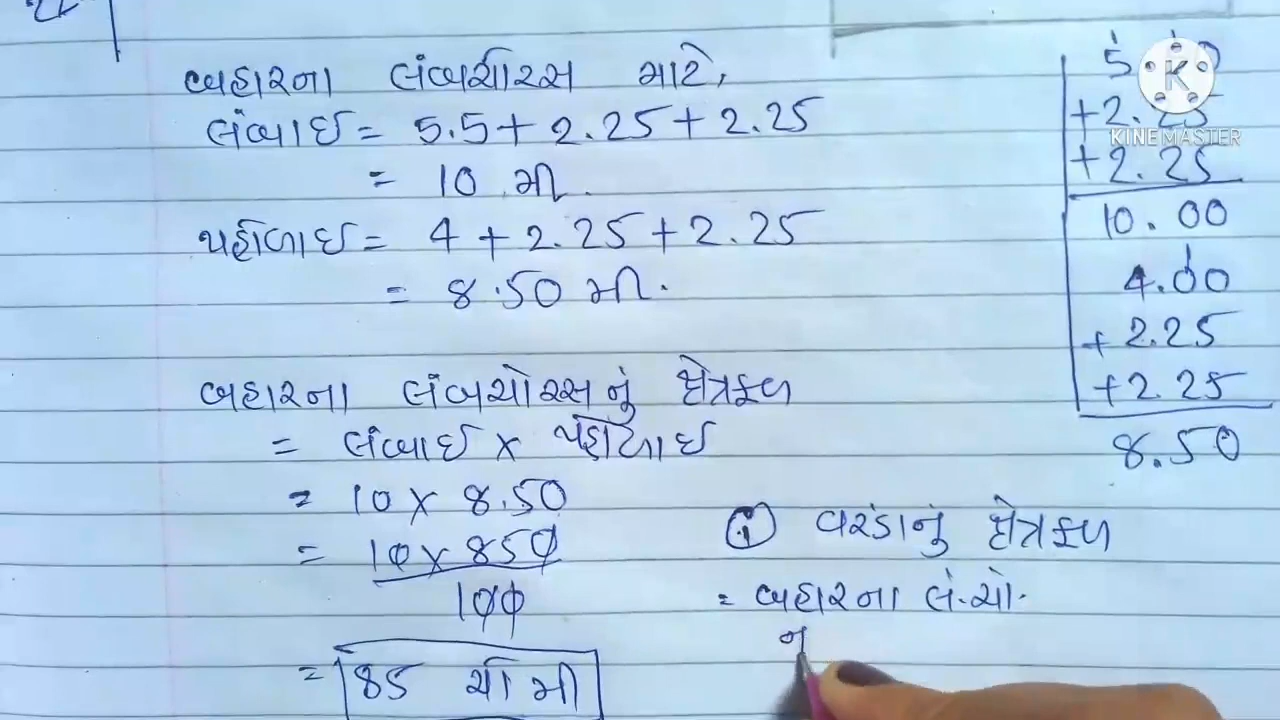 બહારના લંબચોરસ માટે,
લંબાઈ = 5.5 + 2.25 + 2.25
= 10 મી.
પહોળાઈ = 4 + 2.25 + 2.25
= 8.50 મી.
બહારના લંબચોરસનું ક્ષેત્રફળ
= લંબાઈ × પહોળાઈ
= 10 × 8.50
= 10 × 850
100
= 85 ચોમી
5. 0
+2.25
+2.25
10.00
4.00
+2.25
+2.25
8.50
i વરંડાનું ક્ષેત્રફળ
= બહારના લં.ચો.
K
KINEMASTER